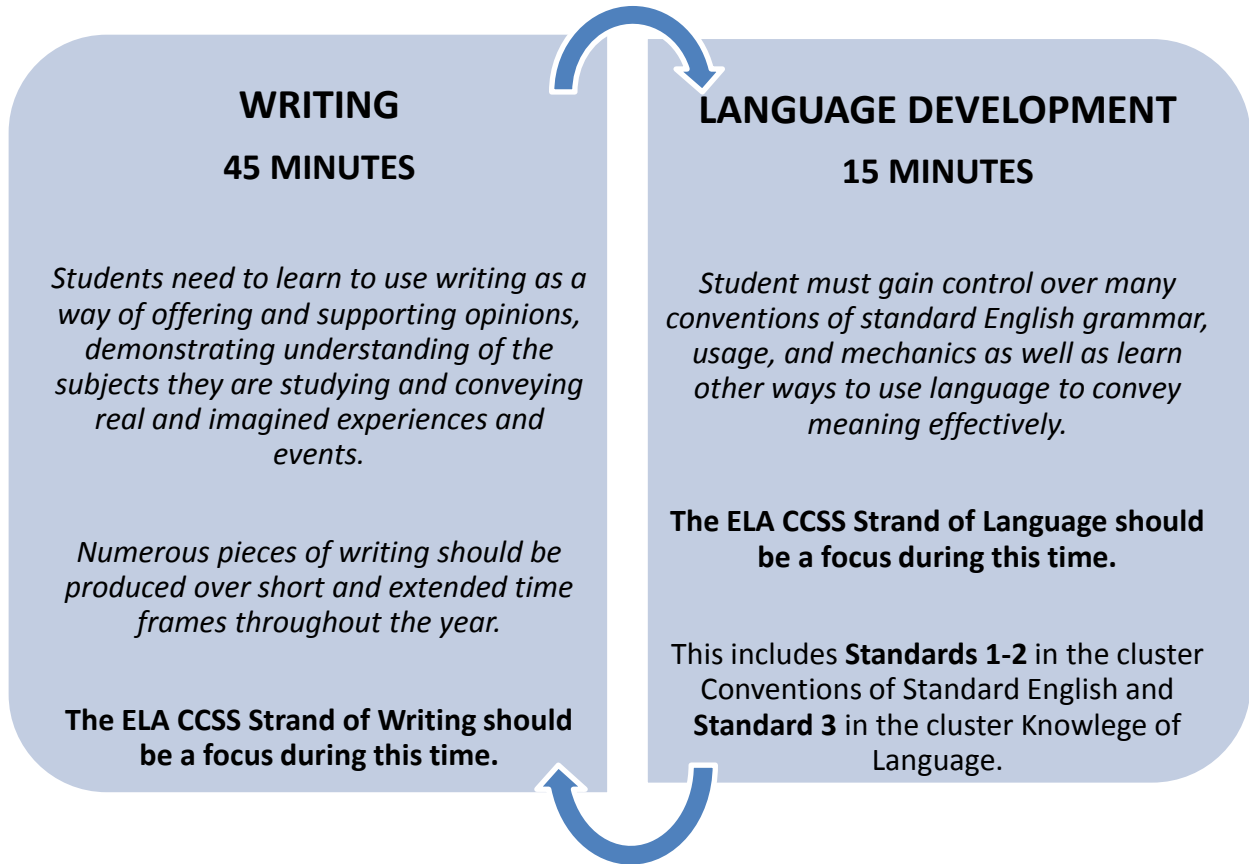 WRITING
45 MINUTES
Students need to learn to use writing as a
way of offering and supporting opinions,
demonstrating understanding of the
subjects they are studying and conveying
real and imagined experiences and
events.
Numerous pieces of writing should be
produced over short and extended time
frames throughout the year.
The ELA CCSS Strand of Writing should
be a focus during this time.
LANGUAGE DEVELOPMENT
15 MINUTES
Student must gain control over many
conventions of standard English grammar,
usage, and mechanics as well as learn
other ways to use language to convey
meaning effectively.
The ELA CCSS Strand of Language should
be a focus during this time.
This includes Standards 1-2 in the cluster
Conventions of Standard English and
Standard 3 in the cluster Knowlege of
Language.